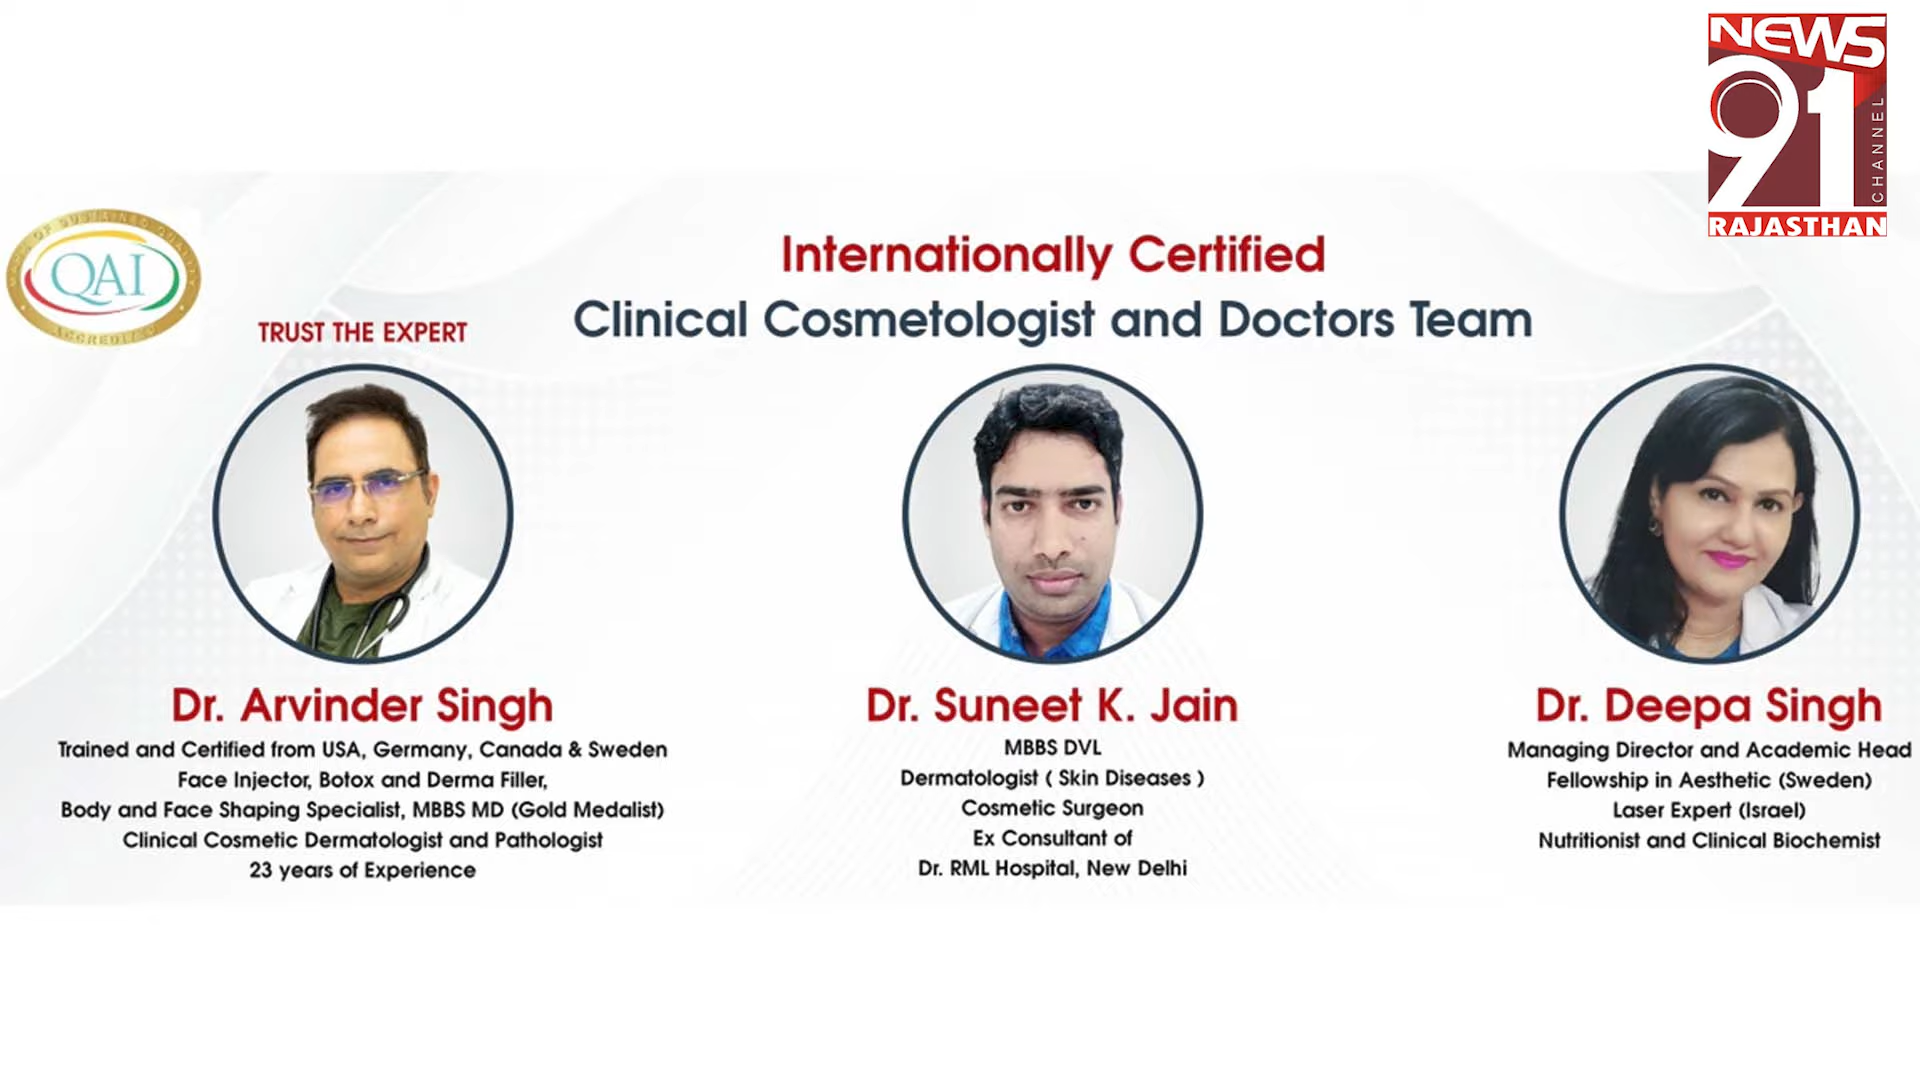 NEWS
91
CHANNEL
RAJASTHAN
QAI
Internationally Certified
Clinical Cosmetologist and Doctors Team
TRUST THE EXPERT
Dr. Arvinder Singh
Trained and Certified from USA, Germany, Canada & Sweden
Face Injector, Botox and Derma Filler,
Body and Face Shaping Specialist, MBBS MD (Gold Medalist)
Clinical Cosmetic Dermatologist and Pathologist
23 years of Experience
Dr. Suneet K. Jain
MBBS DVL
Dermatologist ( Skin Diseases )
Cosmetic Surgeon
Ex Consultant of
Dr. RML Hospital, New Delhi
Dr. Deepa Singh
Managing Director and Academic Head
Fellowship in Aesthetic (Sweden)
Laser Expert (Israel)
Nutritionist and Clinical Biochemist